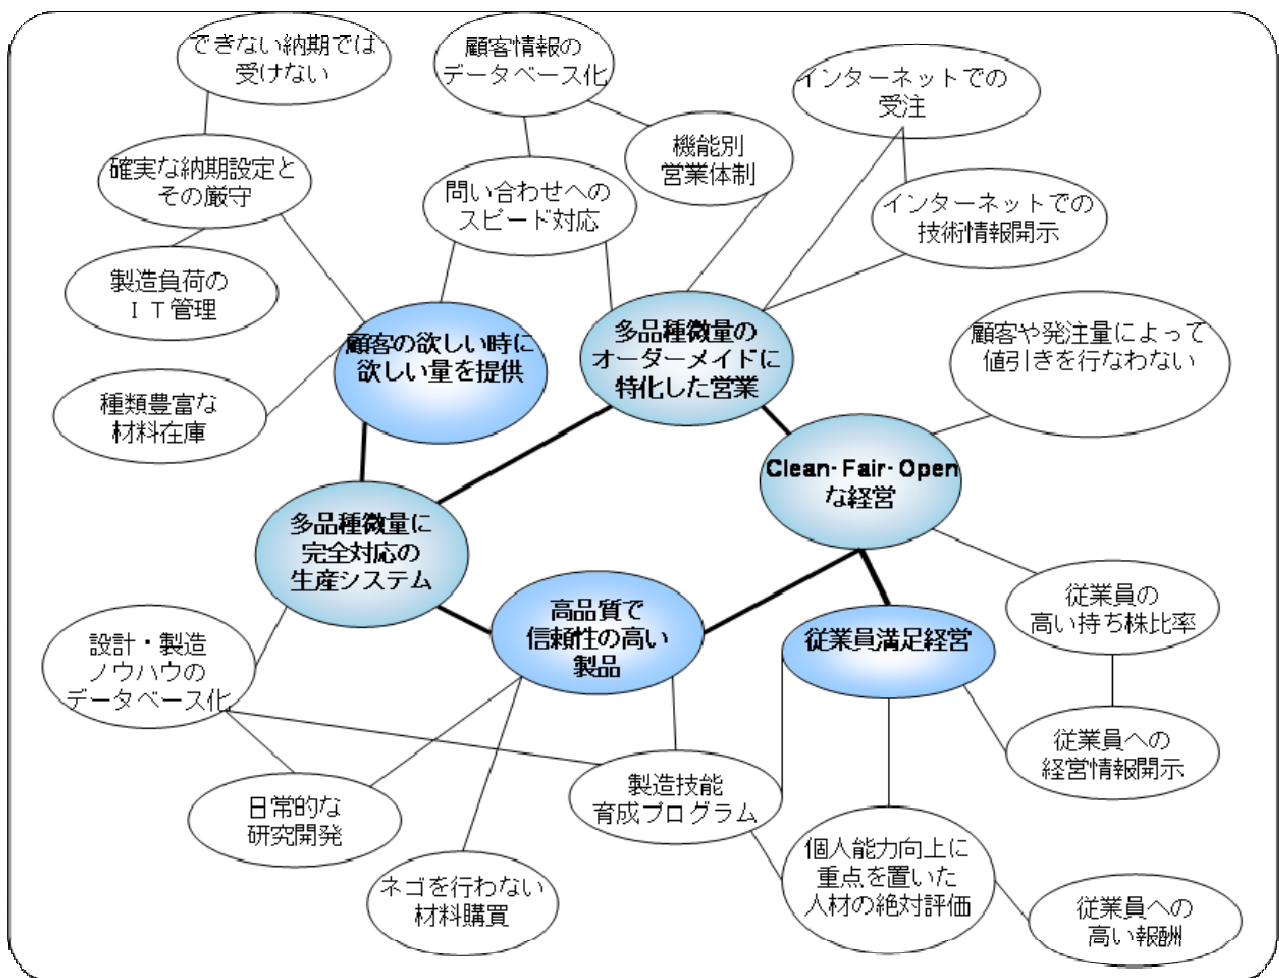 できない納期では
受けない
顧客情報の
データベース化
インターネットでの
受注
機能別
営業体制
確実な納期設定と
その厳守
問い合わせへの
スピード対応
インターネットでの
技術情報開示
製造負荷の
ＩＴ管理
顧客の欲しい時に
欲しい量を提供
多品種微量の
オーダーメイドに
特化した営業
顧客や発注量によって
値引きを行なわない
種類豊富な
材料在庫
Clean･Fair･Open
な経営
多品種微量に
完全対応の
生産システム
高品質で
信頼性の高い
製品
従業員満足経営
従業員の
高い持ち株比率
設計・製造
ノウハウの
データベース化
従業員への
経営情報開示
日常的な
研究開発
製造技能
育成プログラム
ネゴを行わない
材料購買
個人能力向上に
重点を置いた
人材の絶対評価
従業員への
高い報酬